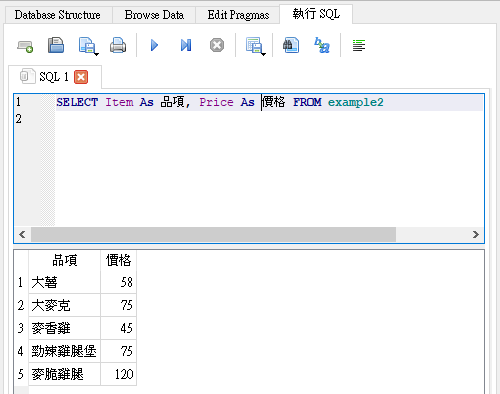 Database Structure Browse Data Edit Pragmas 執行 SQL
SQL 1
1 SELECT Item As 品項, Price As 價格 FROM example2
2
品項 價格
1 大薯 58
2 大麥克 75
3 麥香雞 45
4 勁辣雞腿堡 75
5 麥脆雞腿 120